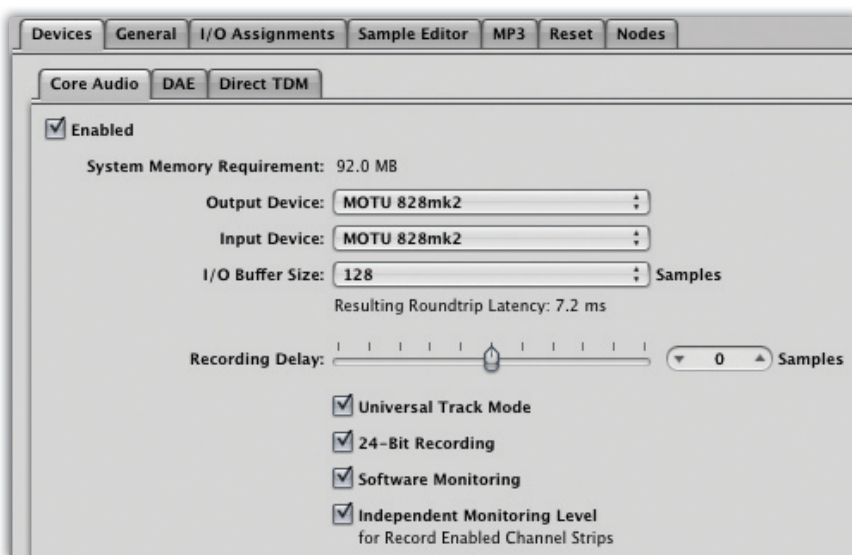 Devices General I/O Assignments Sample Editor MP3 Reset Nodes
Core Audio DAE Direct TDM
Enabled
System Memory Requirement: 92.0 MB
Output Device: MOTU 828mk2
Input Device: MOTU 828mk2
I/O Buffer Size: 128 Samples
Resulting Roundtrip Latency: 7.2 ms
Recording Delay: 0 Samples
Universal Track Mode
24-Bit Recording
Software Monitoring
Independent Monitoring Level
for Record Enabled Channel Strips